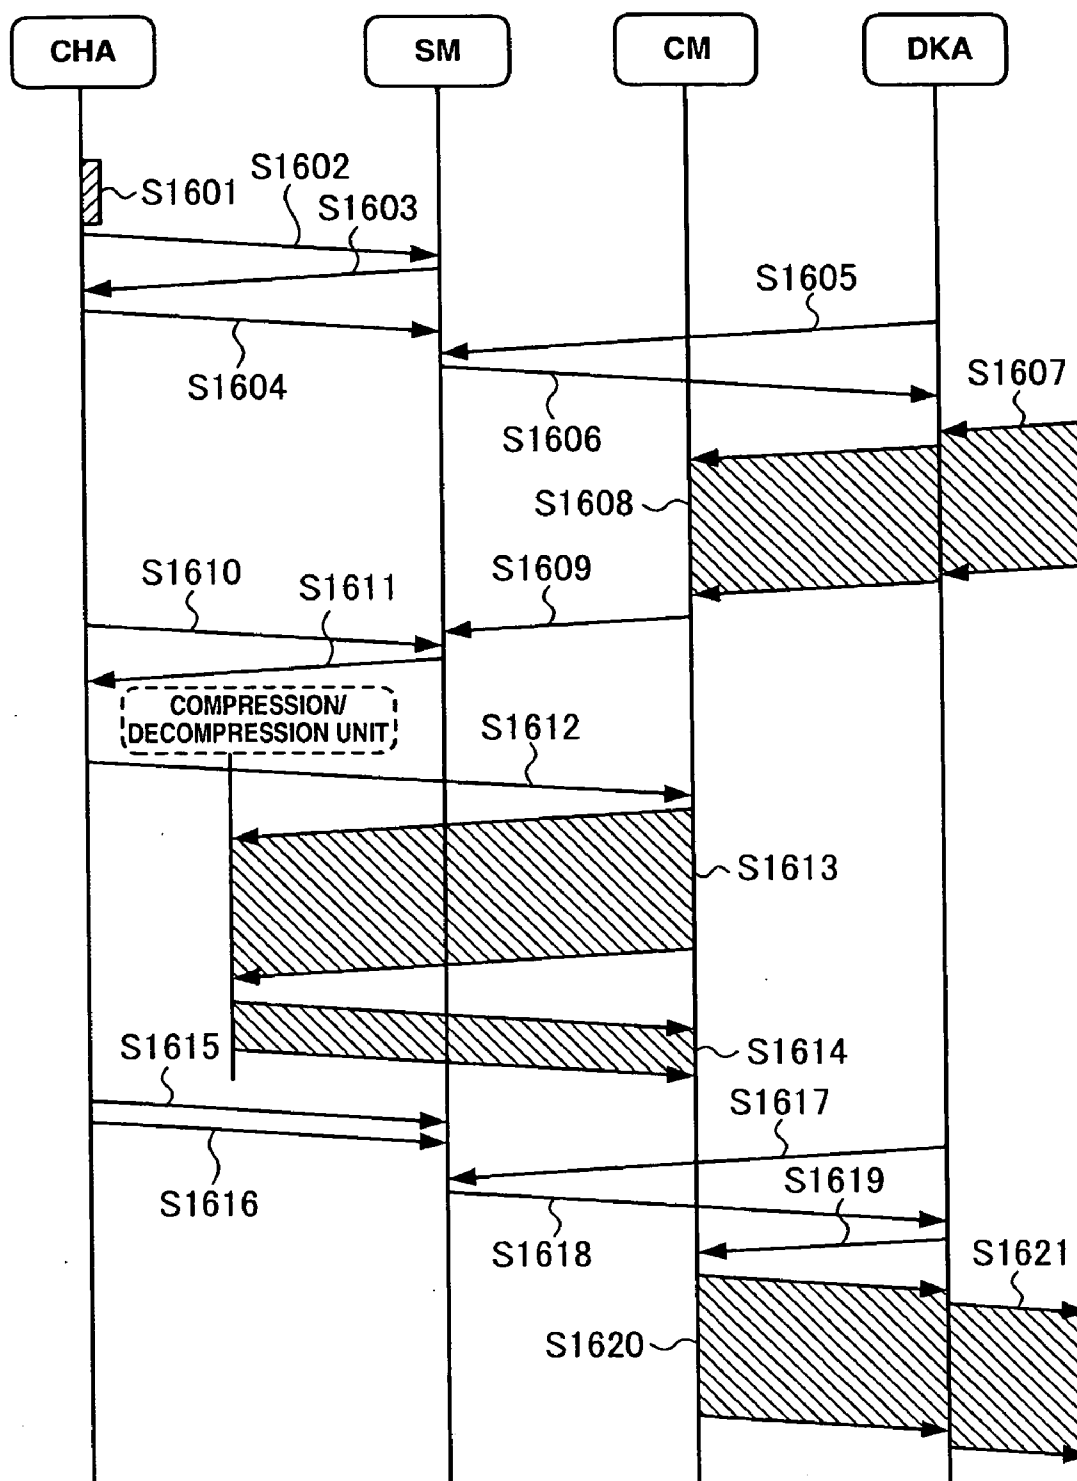 CHA
SM
CM
DKA
S1602
S1601
S1603
S1605
S1604
S1607
S1606
S1608
S1610
S1611
S1609
COMPRESSION/
DECOMPRESSION UNIT
S1612
S1613
S1615
S1614
S1617
S1616
S1619
S1618
S1621
S1620